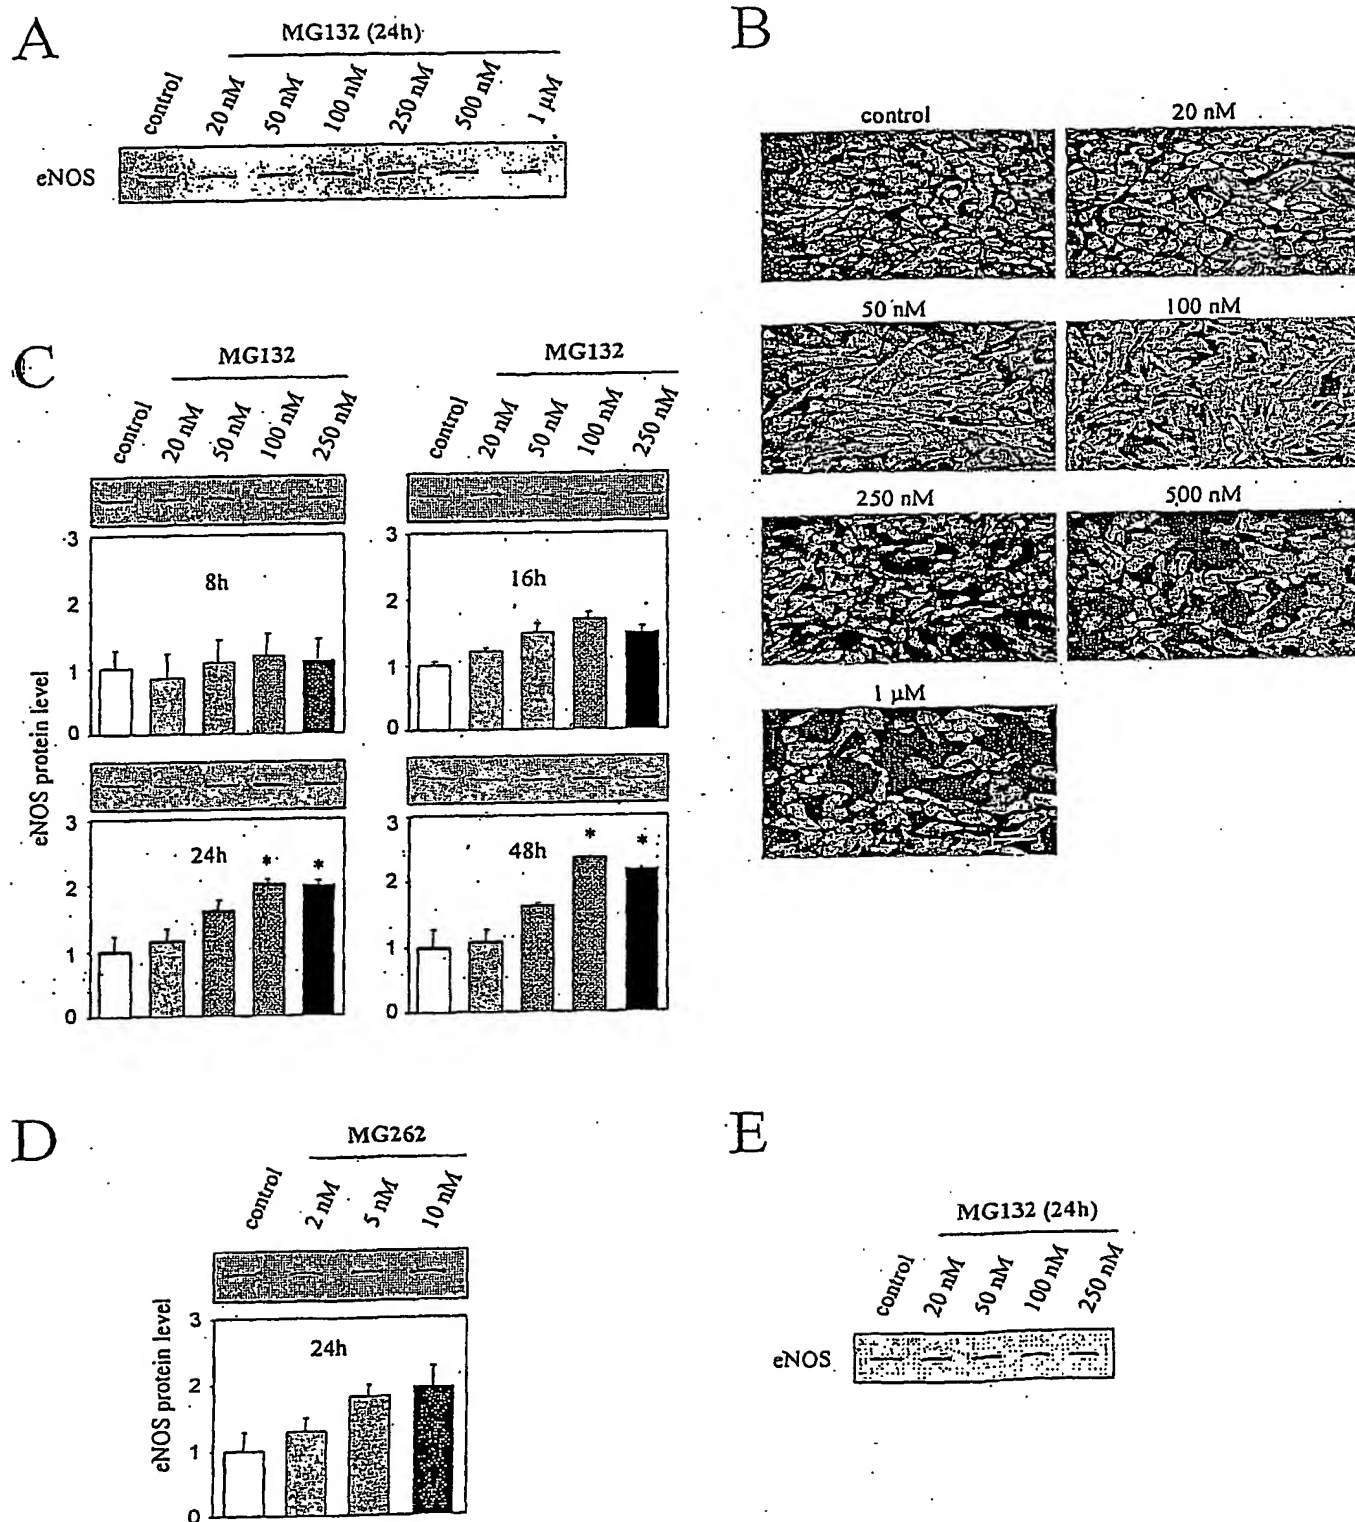 A
MG132 (24h)
control 20 nM 50 nM 100 nM 250 nM 500 nM 1 µM
eNOS
B
control 20 nM
50 nM 100 nM
250 nM 500 nM
1 µM
C
MG132
control 20 nM 50 nM 100 nM 250 nM
MG132
control 20 nM 50 nM 100 nM 250 nM
eNOS protein level
3
2
1
0
8h
3
2
1
0
16h
3
2
1
0
24h
* *
3
2
1
0
48h
* *
D
MG262
control 2 nM 5 nM 10 nM
eNOS protein level
3
2
1
0
24h
E
MG132 (24h)
control 20 nM 50 nM 100 nM 250 nM
eNOS